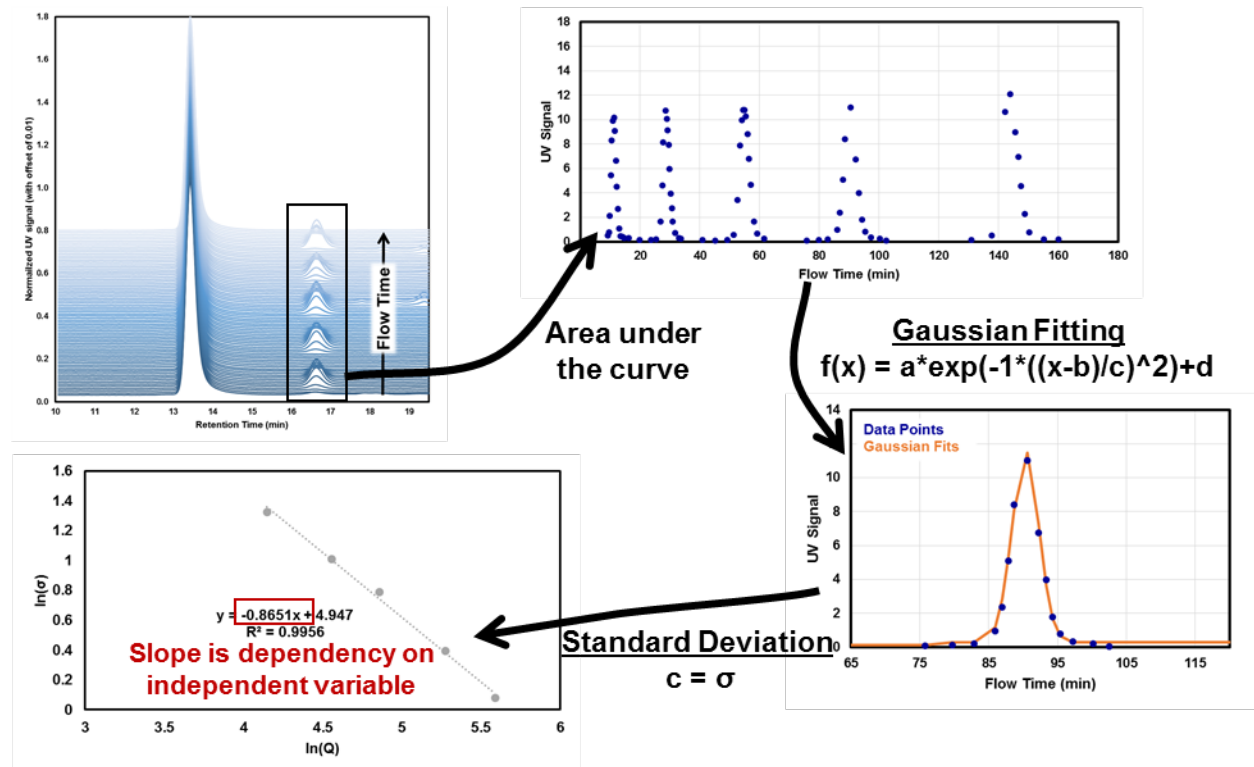 1.8
1.6
1.4
1.2
1.0
0.8
0.6
0.4
0.2
0.0
Normalized UV signal (with offset of 0.01)
Flow Time
10 11 12 13 14 15 16 17 18 19
Retention Time (min)
18
16
14
12
10
8
6
4
2
0
UV Signal
20 40 60 80 100 120 140 160 180
Flow Time (min)
Area under
the curve
Gaussian Fitting
f(x) = a*exp(-1*((x-b)/c)^2)+d
14
10
8
6
4
2
0
UV Signal
Data Points
Gaussian Fits
65 75 85 95 105 115
Flow Time (min)
Standard Deviation
c = σ
1.6
1.4
1.2
1
0.8
0.6
0.4
0.2
0
ln(σ)
y = -0.8651x + 4.947
R² = 0.9956
Slope is dependency on
independent variable
3 3.5 4 4.5 5 5.5 6
ln(Q)